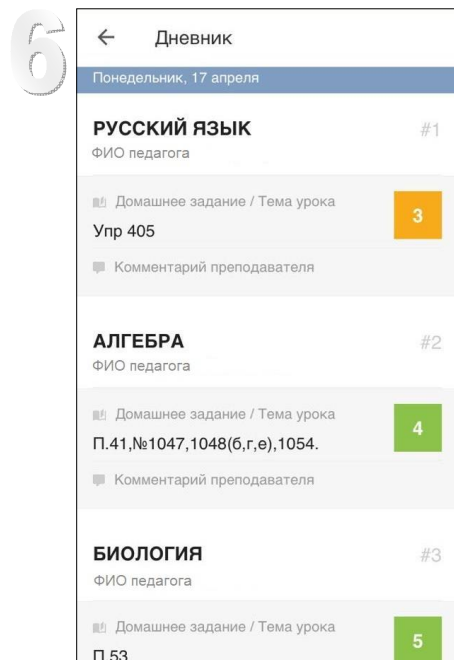 6
← Дневник
Понедельник, 17 апреля
РУССКИЙ ЯЗЫК #1
ФИО педагога
Домашнее задание / Тема урока
3
Упр 405
Комментарий преподавателя
АЛГЕБРА #2
ФИО педагога
Домашнее задание / Тема урока
4
П.41,№1047,1048(б,г,е),1054.
Комментарий преподавателя
БИОЛОГИЯ #3
ФИО педагога
Домашнее задание / Тема урока
5
П.53